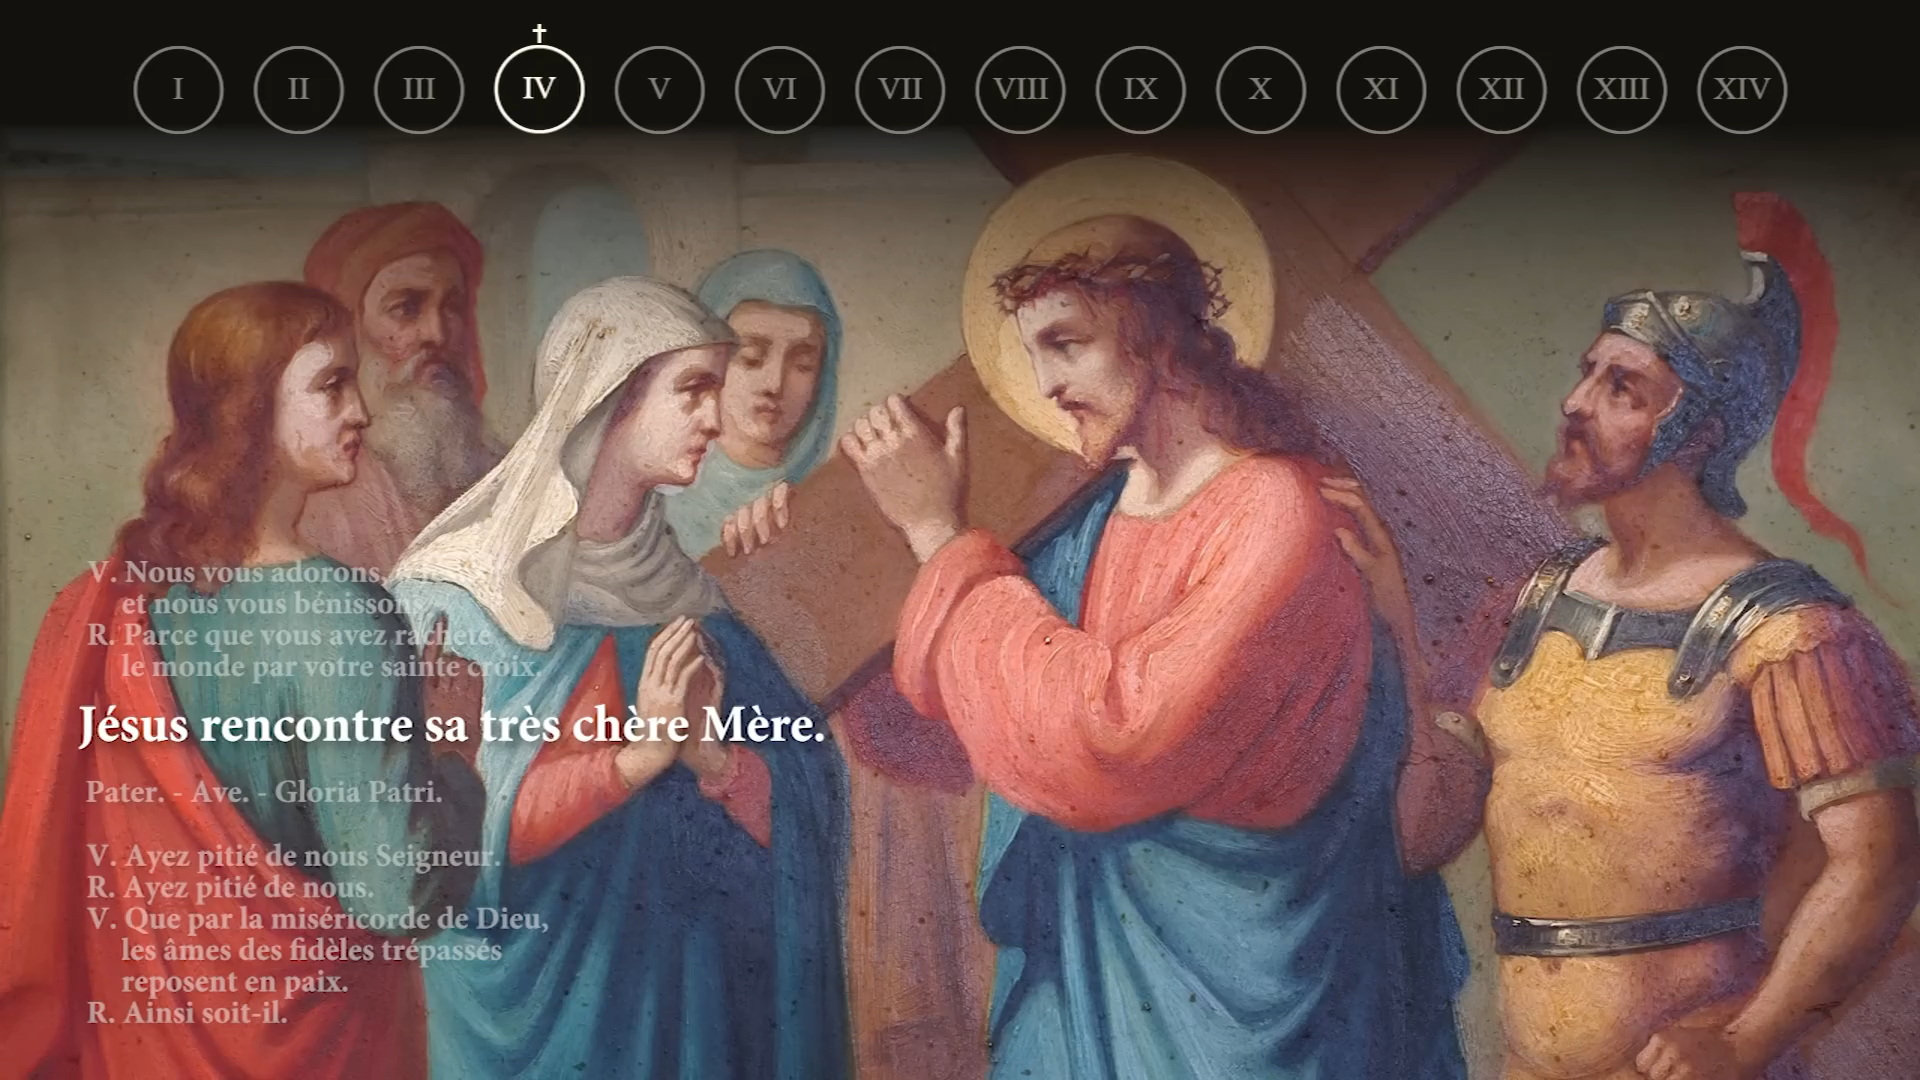 I II III IV V VI VII VIII IX X XI XII XIII XIV
V. Nous vous adorons,
et nous vous bénissons
R. Parce que vous avez racheté
le monde par votre sainte croix.
Jésus rencontre sa très chère Mère.
Pater. - Ave. - Gloria Patri.
V. Ayez pitié de nous Seigneur.
R. Ayez pitié de nous.
V. Que par la miséricorde de Dieu,
les âmes des fidèles trépassés
reposent en paix.
R. Ainsi soit-il.